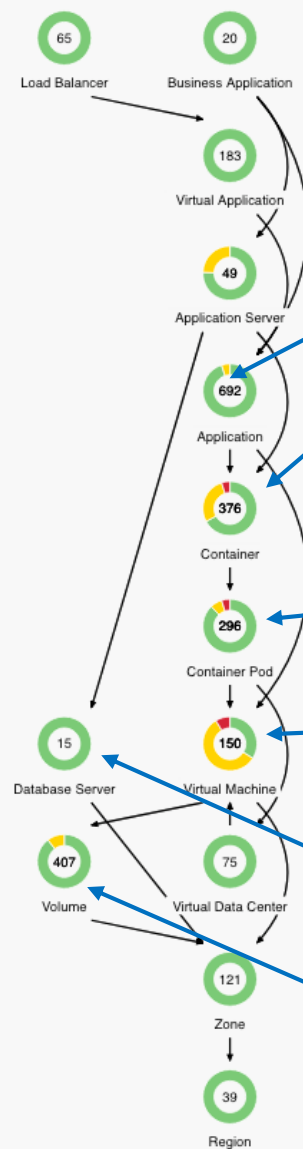 65
20
Load Balancer
Business Application
183
Virtual Application
49
Application Server
692
Application
376
Container
296
Container Pod
15
150
Database Server
Virtual Machine
407
75
Volume
Virtual Data Center
121
Zone
39
Region